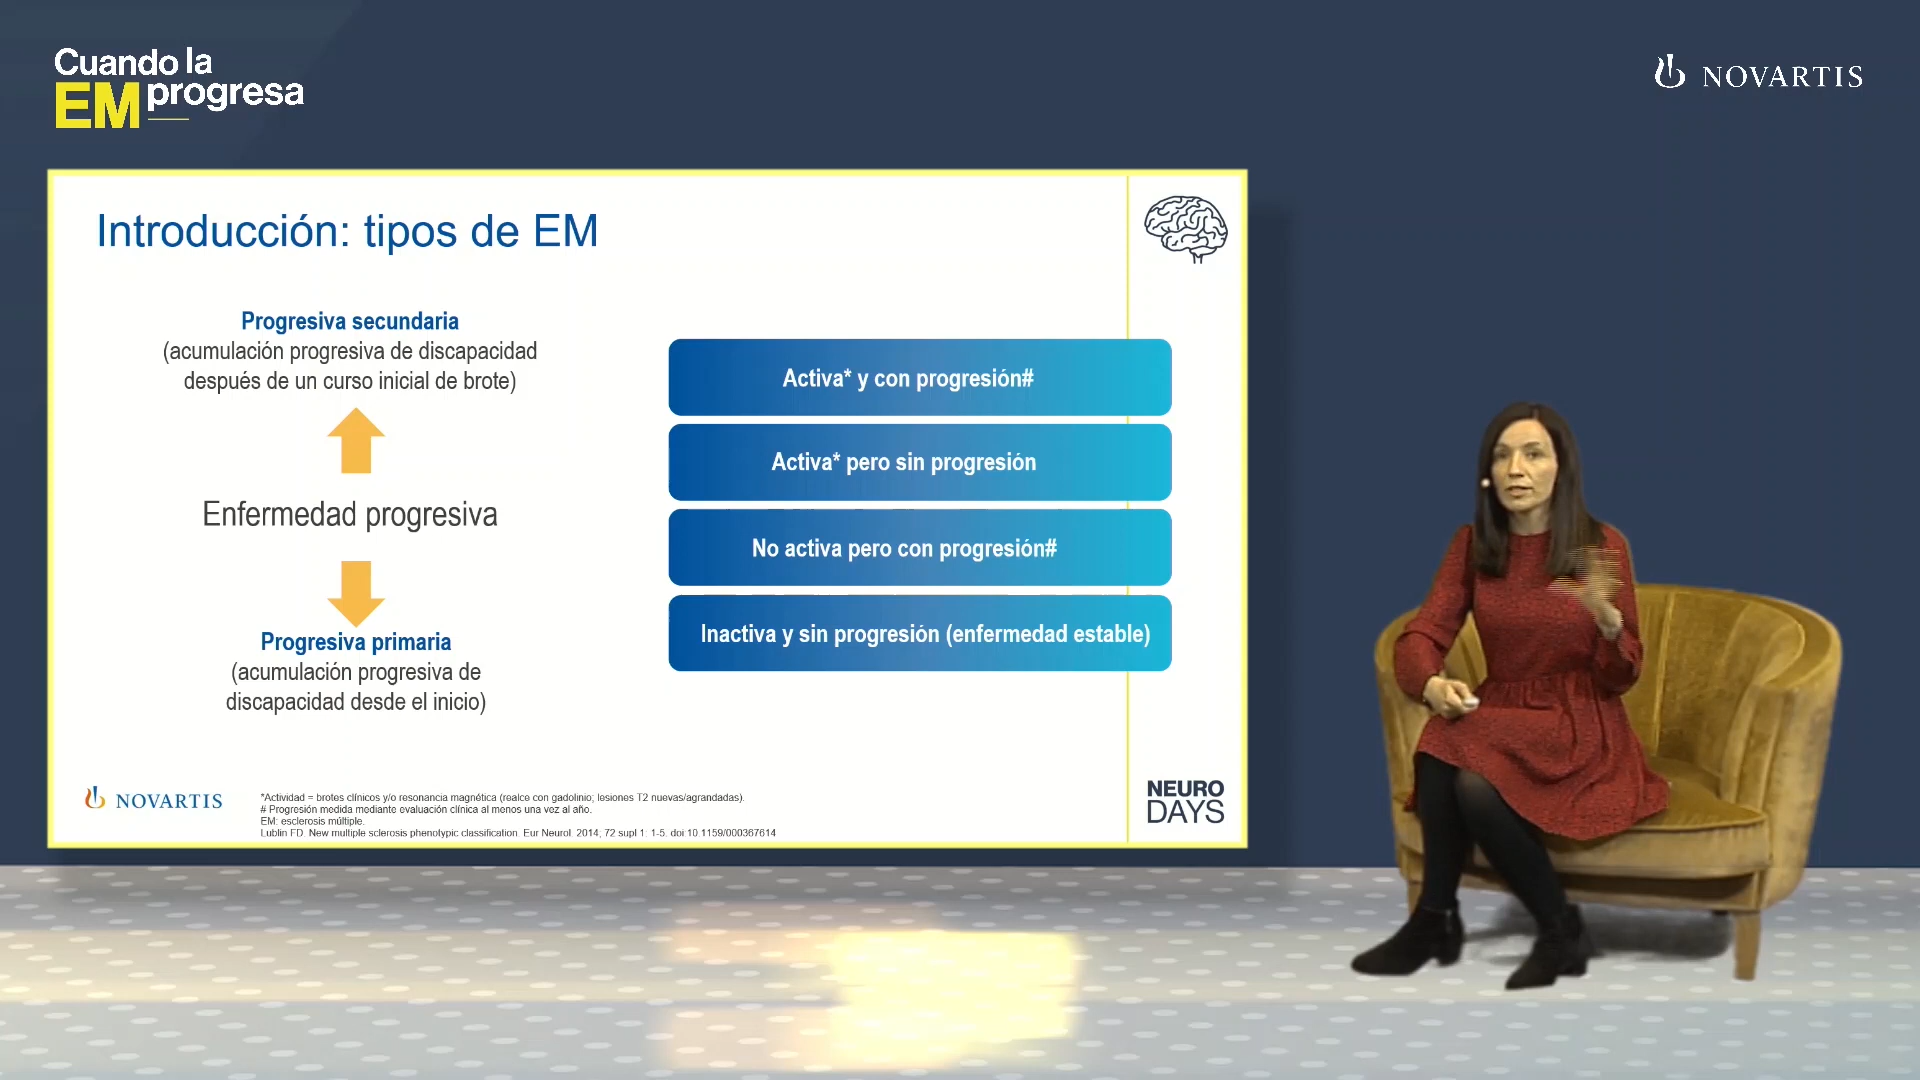 Cuando la
EM progresa
NOVARTIS
Introducción: tipos de EM
Progresiva secundaria
(acumulación progresiva de discapacidad
después de un curso inicial de brote)
Enfermedad progresiva
Progresiva primaria
(acumulación progresiva de
discapacidad desde el inicio)
Activa* y con progresión#
Activa* pero sin progresión
No activa pero con progresión#
Inactiva y sin progresión (enfermedad estable)
NOVARTIS
*Actividad = brotes clínicos y/o resonancia magnética (realce con gadolinio; lesiones T2 nuevas/agrandadas).
# Progresión medida mediante evaluación clínica al menos una vez al año.
EM: esclerosis múltiple.
Lublin FD. New multiple sclerosis phenotypic classification. Eur Neurol. 2014; 72 supl 1: 1-5. doi:10.1159/000367614
NEURO
DAYS